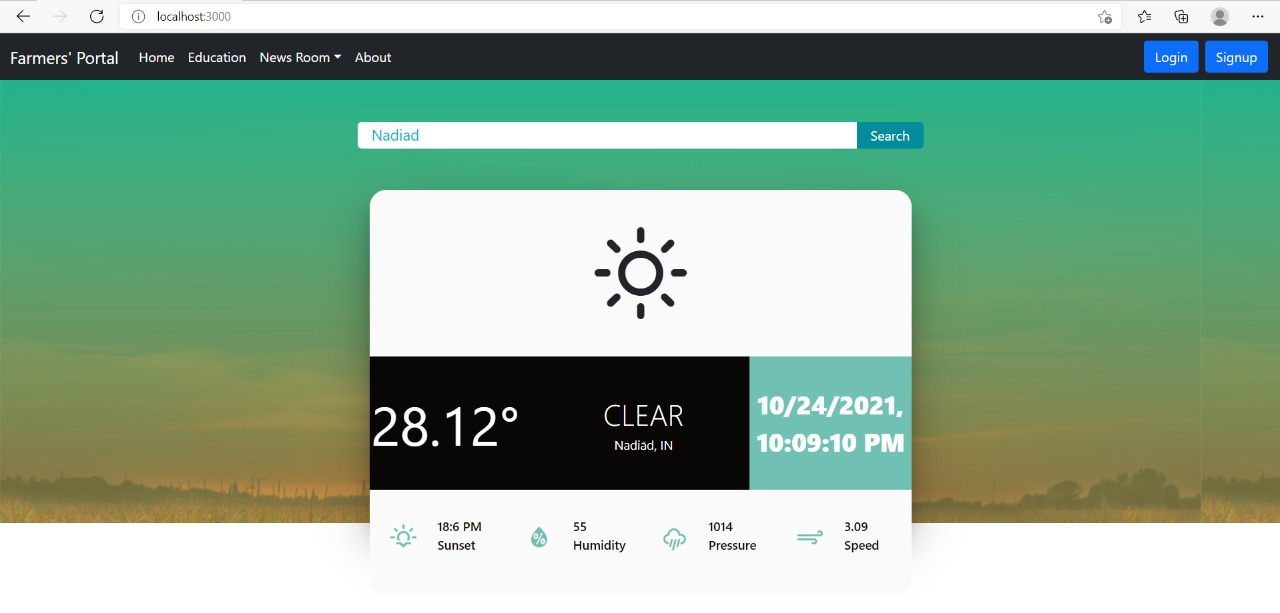 localhost:3000
Farmers' Portal Home Education News Room About Login Signup
Nadiad Search
28.12°
CLEAR
Nadiad, IN
10/24/2021,
10:09:10 PM
18:6 PM
Sunset
%
55
Humidity
1014
Pressure
3.09
Speed